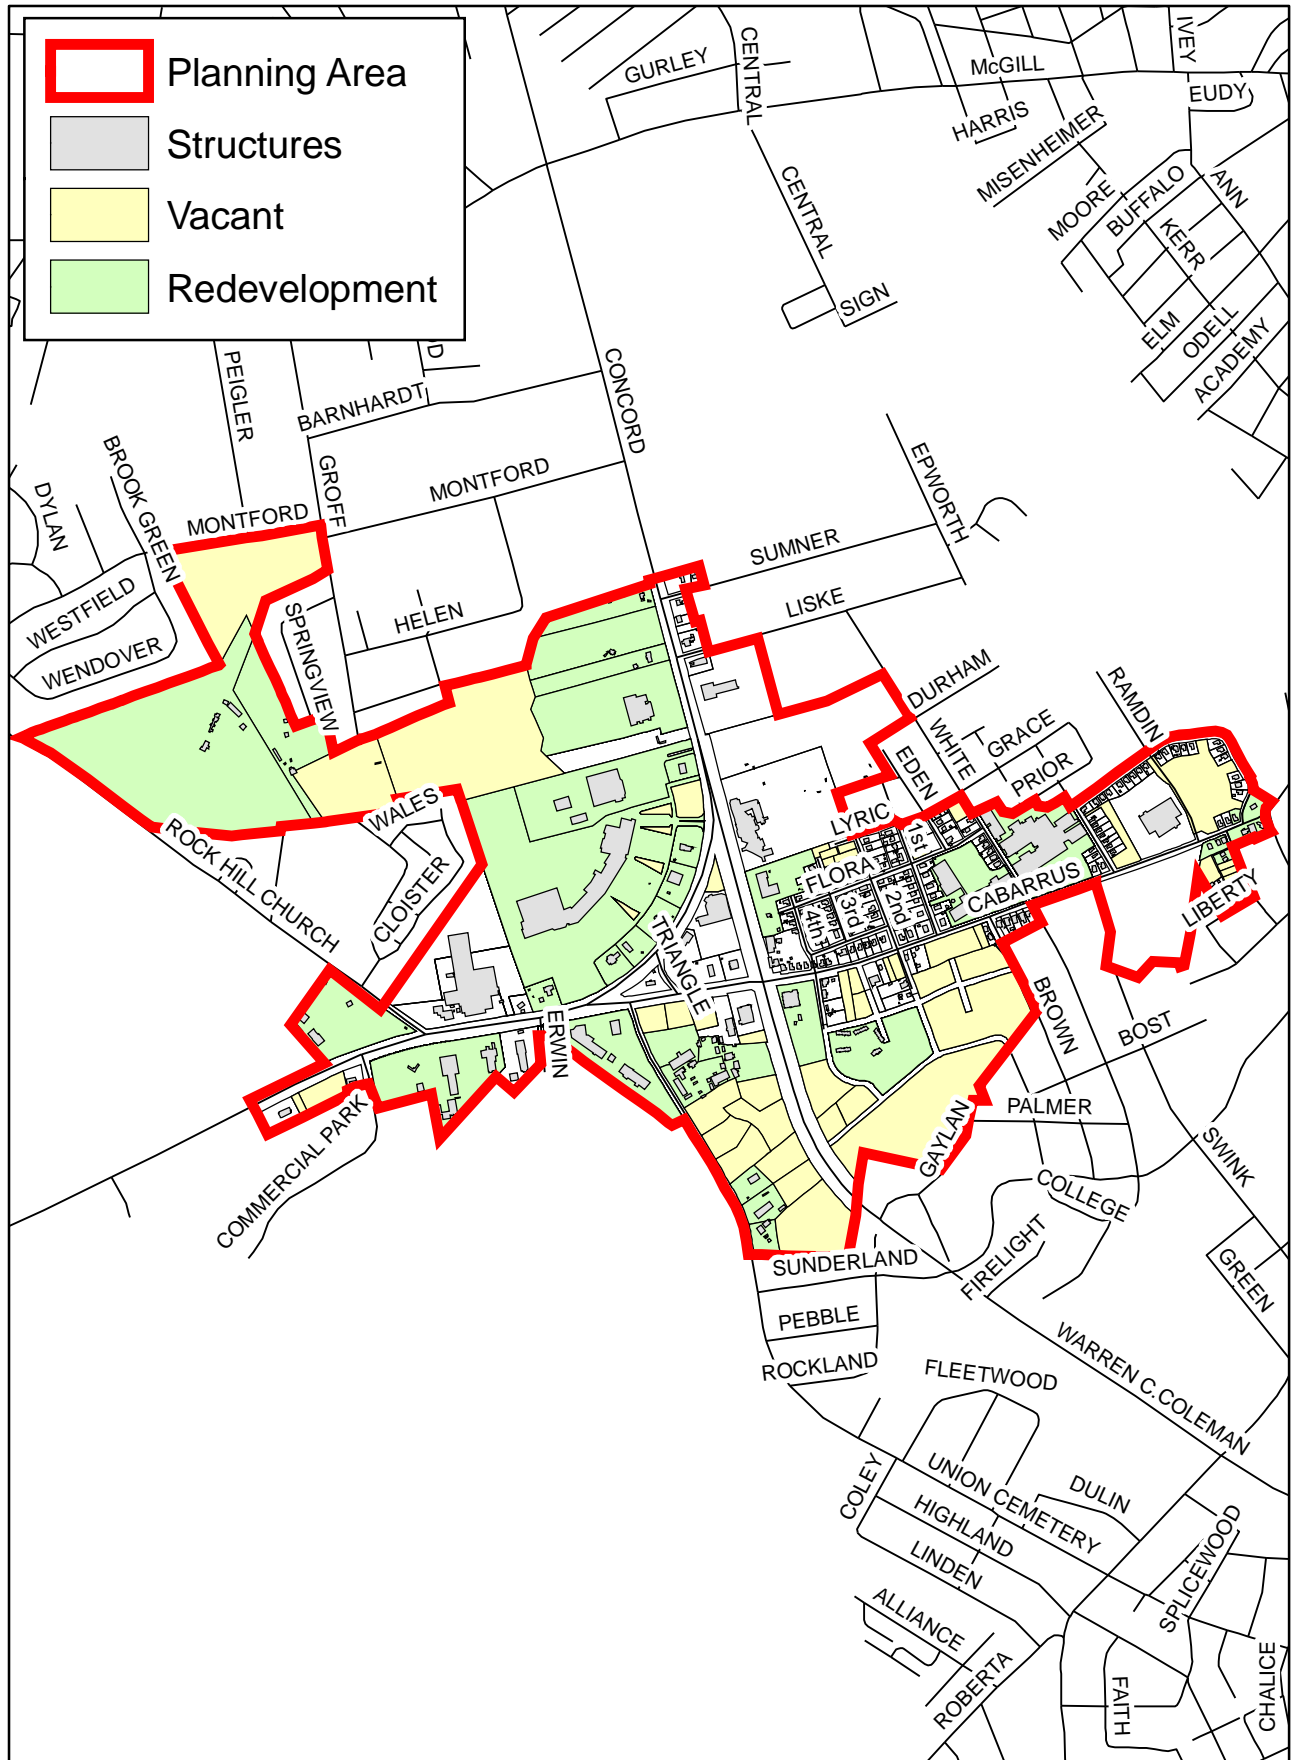 Planning Area
Structures
Vacant
Redevelopment
GURLEY
CENTRAL
McGILL
IVEY
EUDY
HARRIS
MISENHEIMER
CENTRAL
MOORE
BUFFALO
ANN
KERR
SIGN
ELM
ODELL
ACADEMY
PEIGLER
BARNHARDT
CONCORD
GROFF
MONTFORD
BROOK GREEN
DYLAN
MONTFORD
EPWORTH
SUMNER
LISKE
WESTFIELD
WENDOVER
SPRINGVIEW
HELEN
DURHAM
WHITE
GRACE
RAMDIN
EDEN
PRIOR
WALES
LYRIC
1st
ROCK HILL CHURCH
CLOISTER
FLORA
2nd
3rd
4th
CABARRUS
LIBERTY
TRIANGLE
ERWIN
BROWN
BOST
COMMERCIAL PARK
PALMER
GAYLAN
SWINK
COLLEGE
SUNDERLAND
FIRELIGHT
GREEN
PEBBLE
ROCKLAND
FLEETWOOD
WARREN C.COLEMAN
COLEY
UNION CEMETERY
DULIN
HIGHLAND
LINDEN
SPLICEWOOD
ALLIANCE
ROBERTA
FAITH
CHALICE